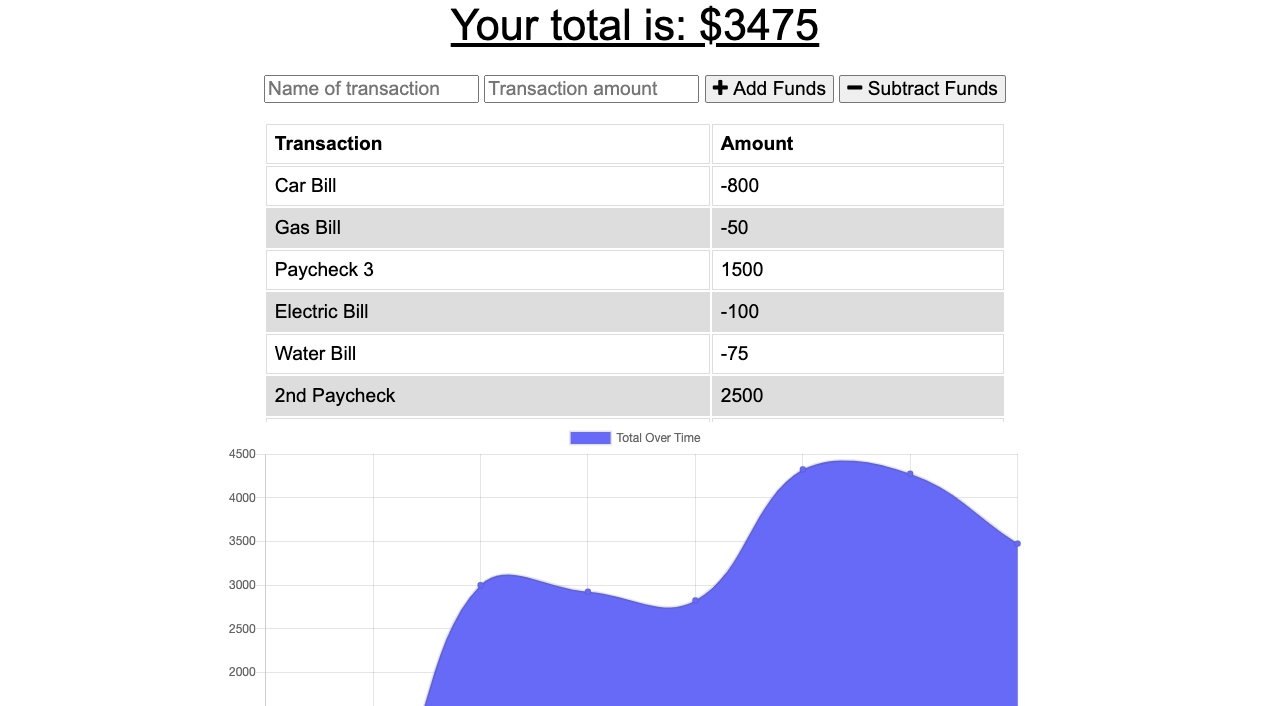 Your total is: $3475
Name of transaction Transaction amount Add Funds Subtract Funds
Transaction Amount
Car Bill -800
Gas Bill -50
Paycheck 3 1500
Electric Bill -100
Water Bill -75
2nd Paycheck 2500
Total Over Time
4500
4000
3500
3000
2500
2000